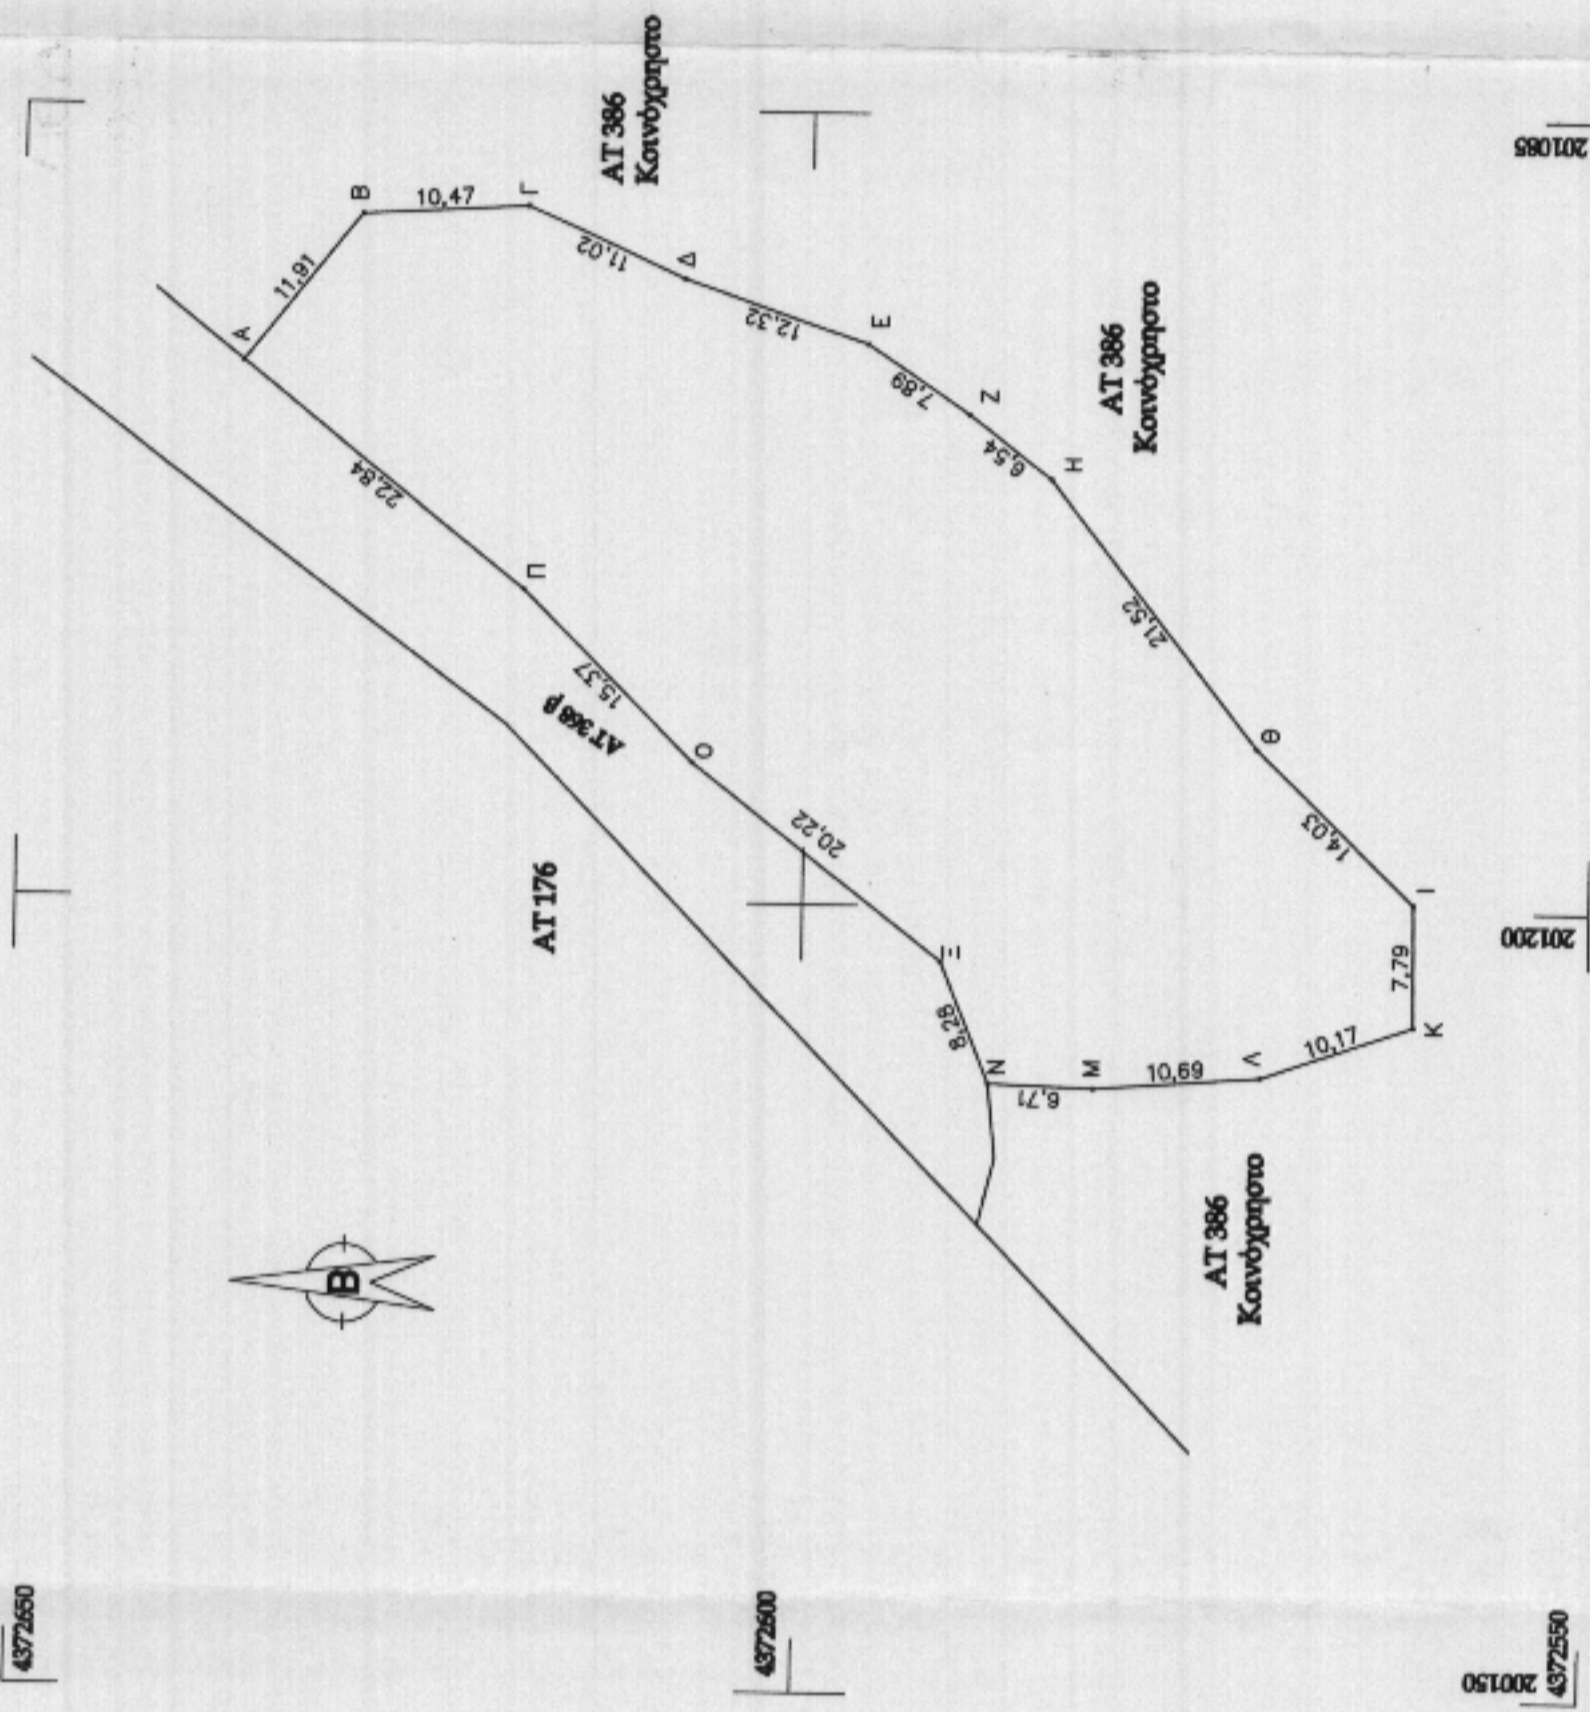 4372650
Α
11,91
Β
10,47
Γ
ΑΤ 386
Κοινόχρηστο
11,02
Δ
12,32
Ε
7,89
Ζ
6,54
Η
ΑΤ 386
Κοινόχρηστο
22,84
Π
15,37
ΑΤ 368 β
Ο
20,22
ΑΤ 176
21,52
Θ
14,03
Ι
7,79
Κ
10,17
Λ
10,69
Μ
6,71
Ν
8,28
Ξ
Β
ΑΤ 386
Κοινόχρηστο
4372600
201085
201200
200150
4372550